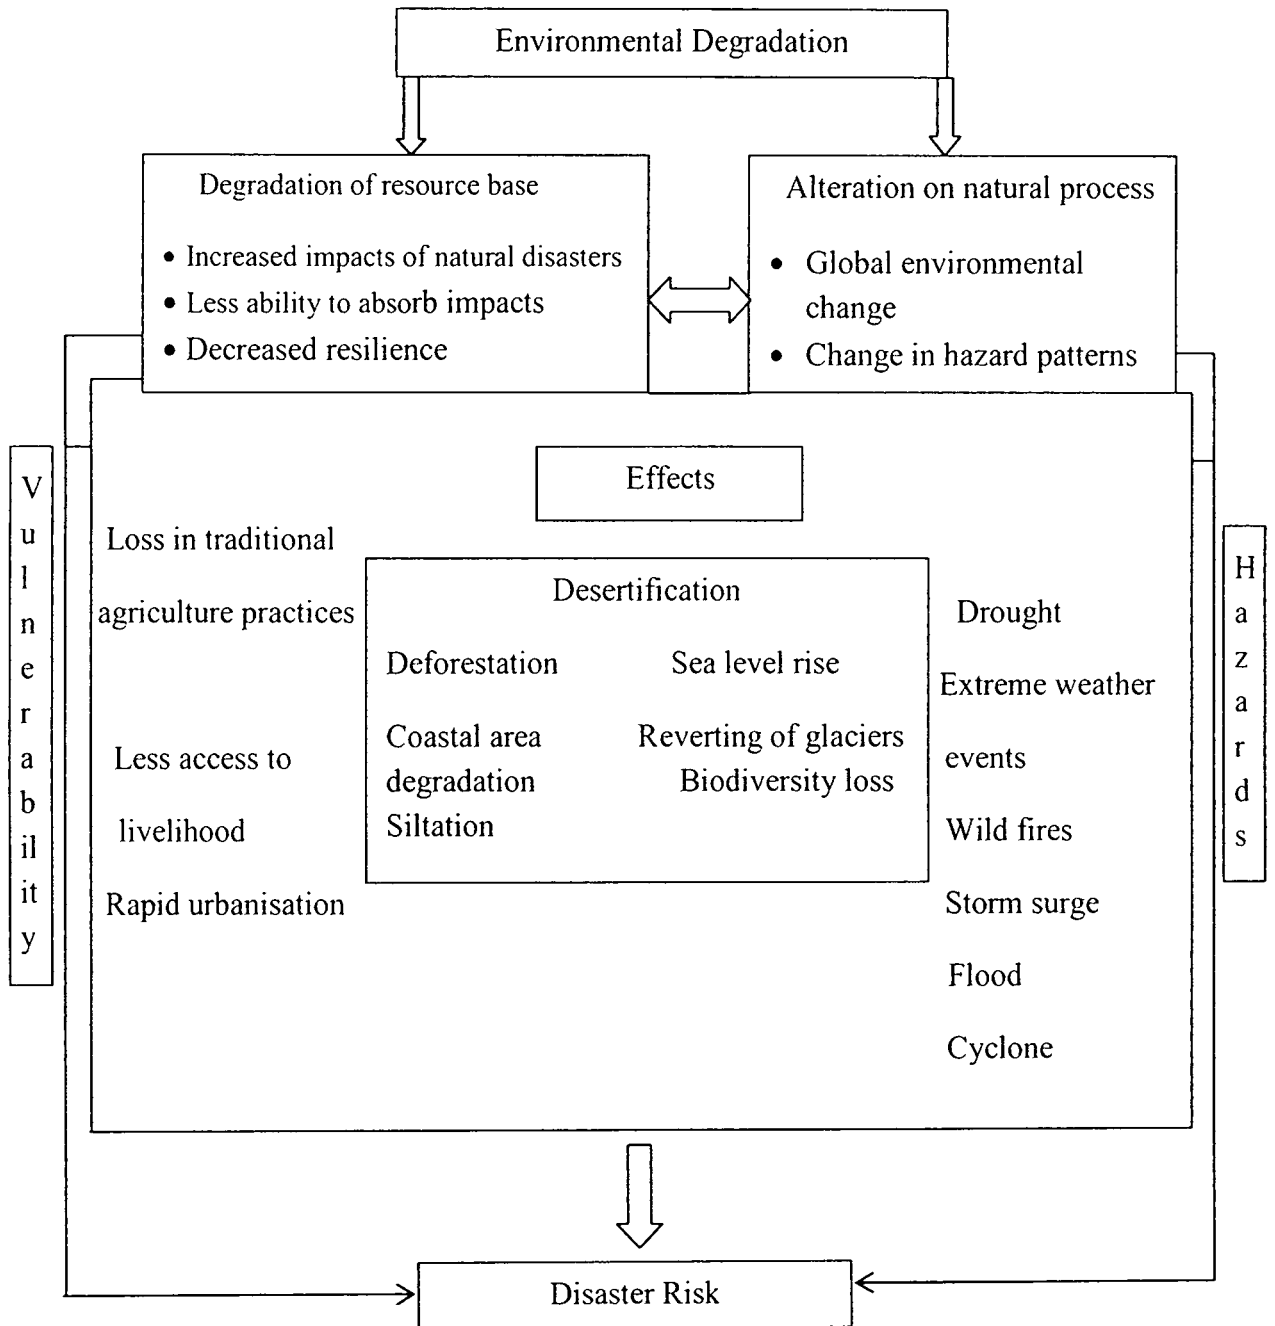 Environmental Degradation
Degradation of resource base
• Increased impacts of natural disasters
• Less ability to absorb impacts
• Decreased resilience
Alteration on natural process
• Global environmental
change
• Change in hazard patterns
Vulnerability
Effects
Loss in traditional
agriculture practices
Less access to
livelihood
Rapid urbanisation
Desertification
Deforestation
Coastal area
degradation
Siltation
Sea level rise
Reverting of glaciers
Biodiversity loss
Drought
Extreme weather
events
Wild fires
Storm surge
Flood
Cyclone
Hazards
Disaster Risk